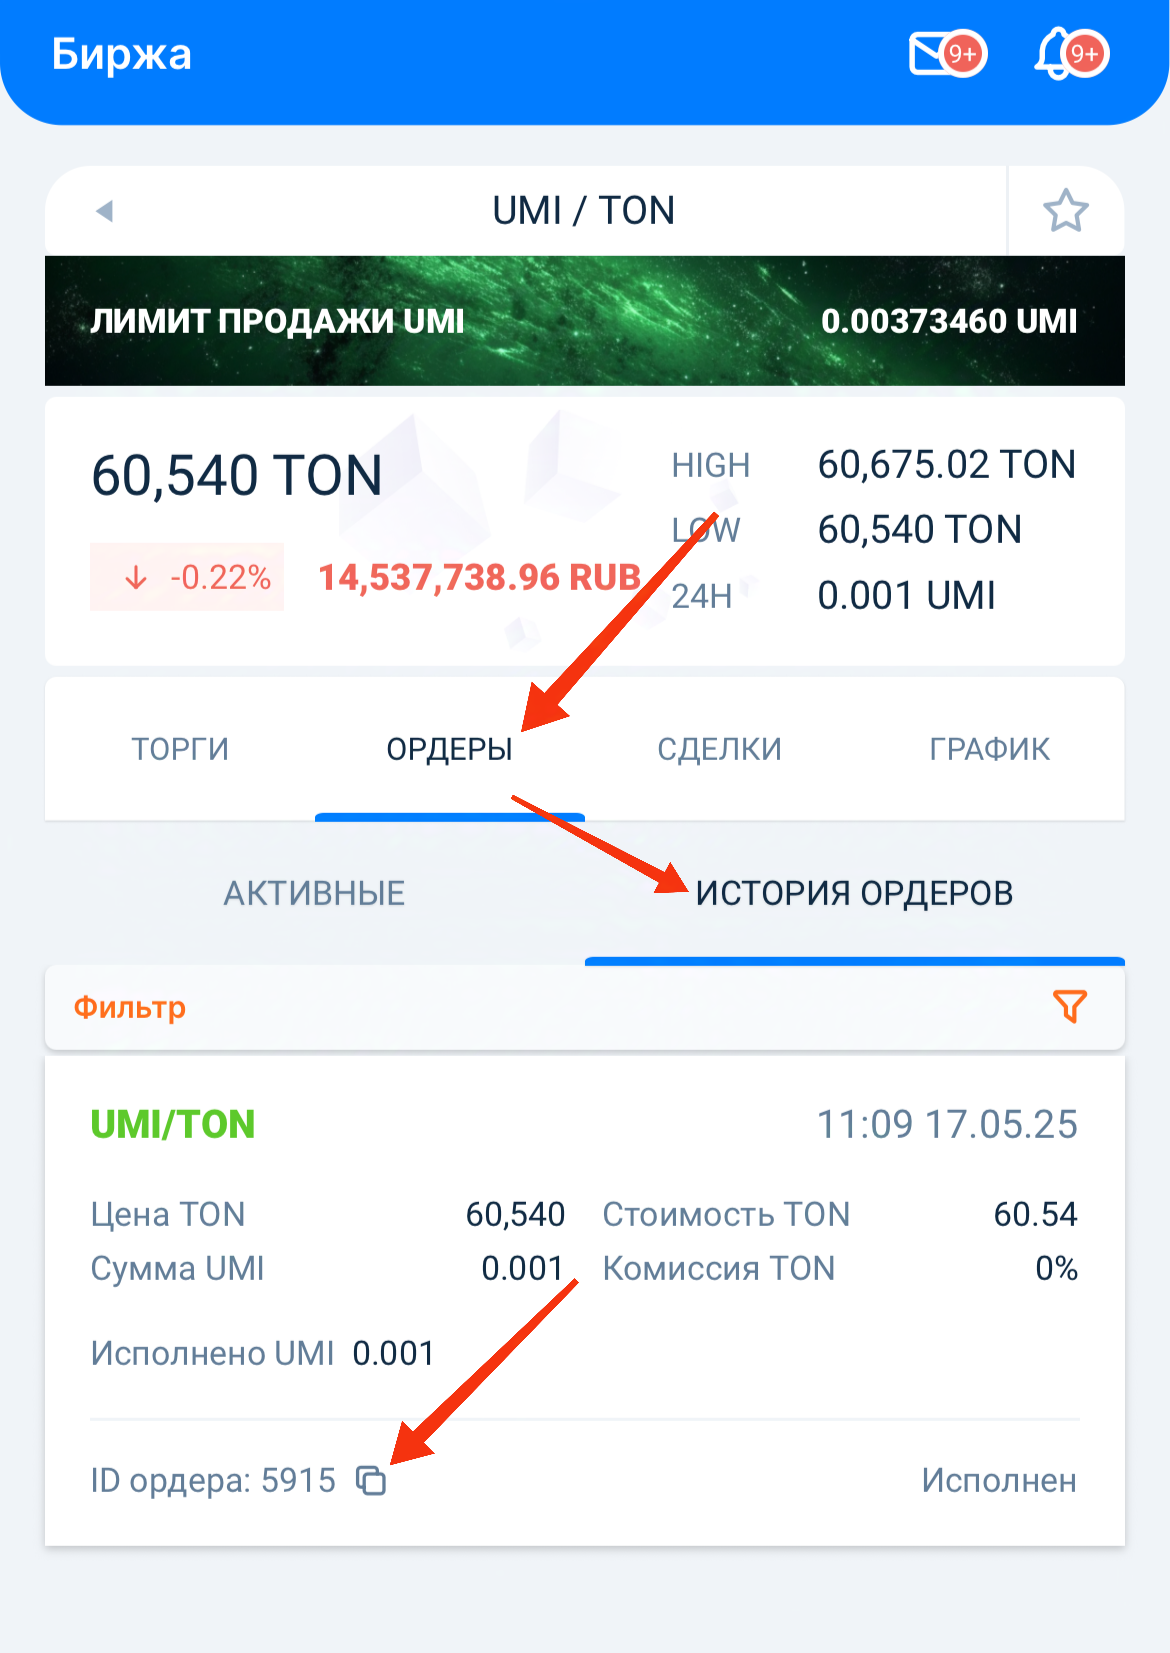 Биржа
9+
9+
UMI / TON
ЛИМИТ ПРОДАЖИ UMI 0.00373460 UMI
60,540 TON
HIGH 60,675.02 TON
LOW 60,540 TON
-0.22% 14,537,738.96 RUB
24H 0.001 UMI
ТОРГИ ОРДЕРЫ СДЕЛКИ ГРАФИК
АКТИВНЫЕ ИСТОРИЯ ОРДЕРОВ
Фильтр
UMI/TON 11:09 17.05.25
Цена TON 60,540 Стоимость TON 60.54
Сумма UMI 0.001 Комиссия TON 0%
Исполнено UMI 0.001
ID ордера: 5915 Исполнен